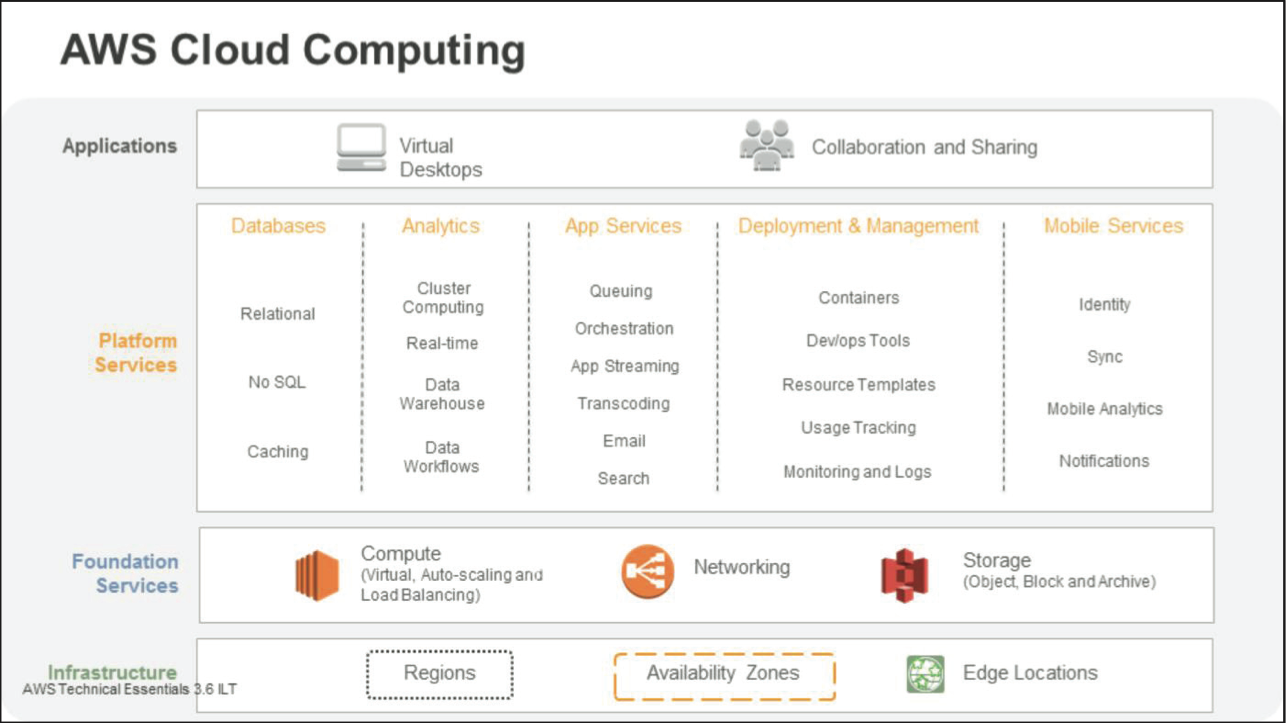 AWS Cloud Computing
Applications
Virtual
Desktops
Collaboration and Sharing
Platform
Services
Databases
Relational
No SQL
Caching
Analytics
Cluster
Computing
Real-time
Data
Warehouse
Data
Workflows
App Services
Queuing
Orchestration
App Streaming
Transcoding
Email
Search
Deployment & Management
Containers
Dev/ops Tools
Resource Templates
Usage Tracking
Monitoring and Logs
Mobile Services
Identity
Sync
Mobile Analytics
Notifications
Foundation
Services
Compute
(Virtual, Auto-scaling and
Load Balancing)
Networking
Storage
(Object, Block and Archive)
Infrastructure
Regions
Availability Zones
Edge Locations
AWS Technical Essentials 3.6 ILT